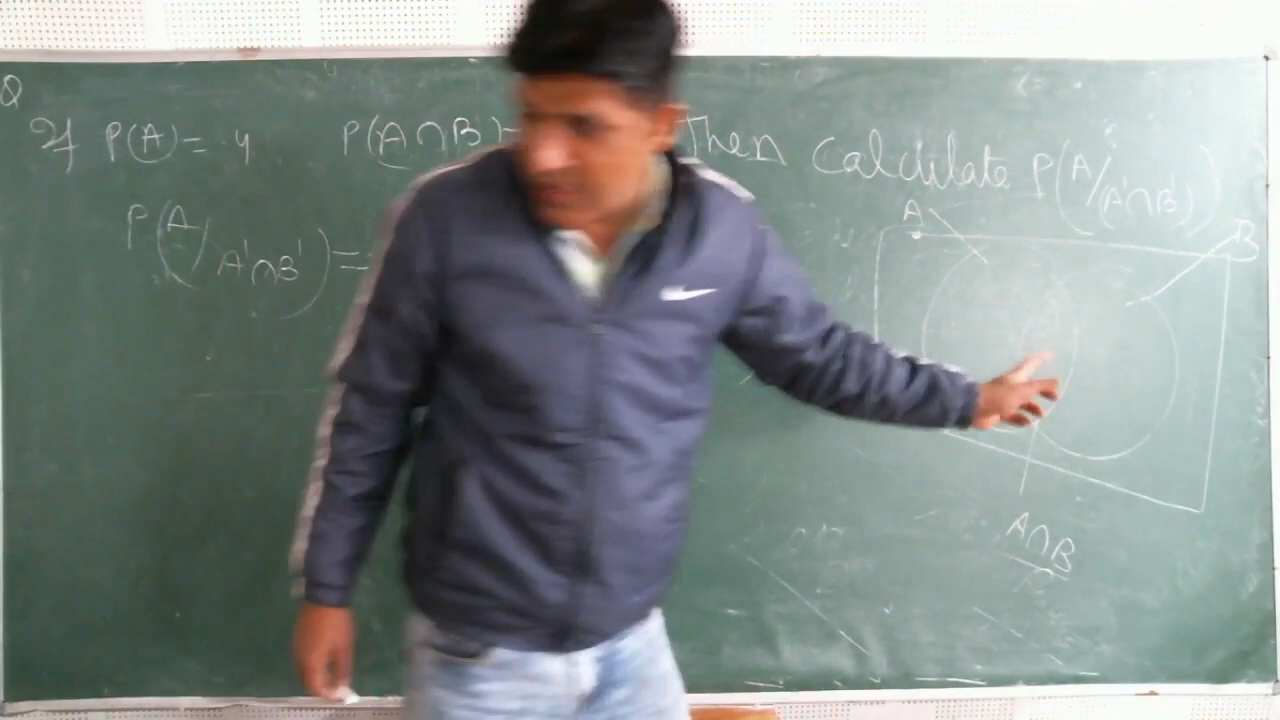 Q
If P(A) = .4 P(A∩B)= Then Calculate P(A/(A'∩B'))
P(A/A'∩B') =
A
B
A∩B